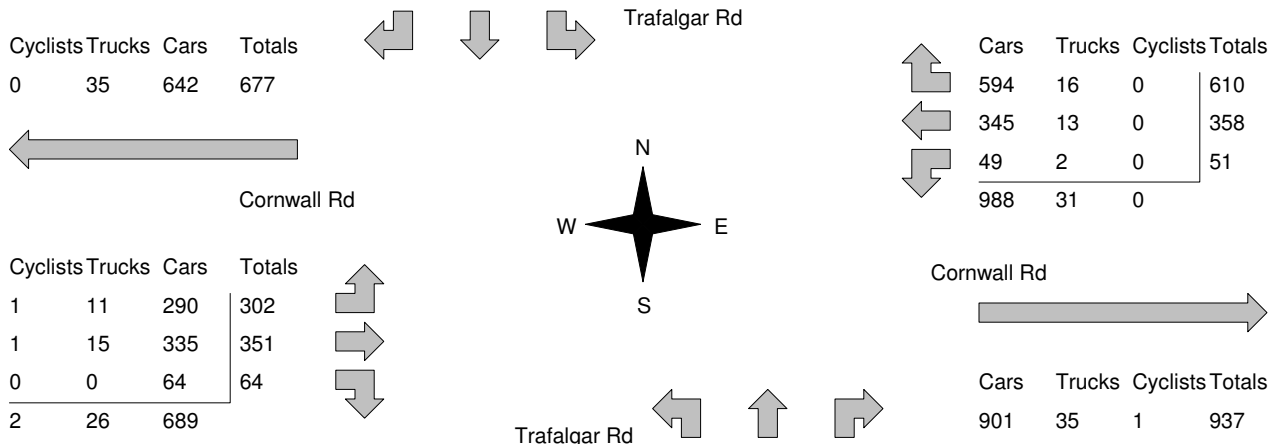 Trafalgar Rd
Cyclists Trucks Cars Totals
0 35 642 677
Cornwall Rd
Cars Trucks Cyclists Totals
594 16 0 610
345 13 0 358
49 2 0 51
988 31 0
N
W E
S
Cyclists Trucks Cars Totals
1 11 290 302
1 15 335 351
0 0 64 64
2 26 689
Cornwall Rd
Cars Trucks Cyclists Totals
901 35 1 937
Trafalgar Rd